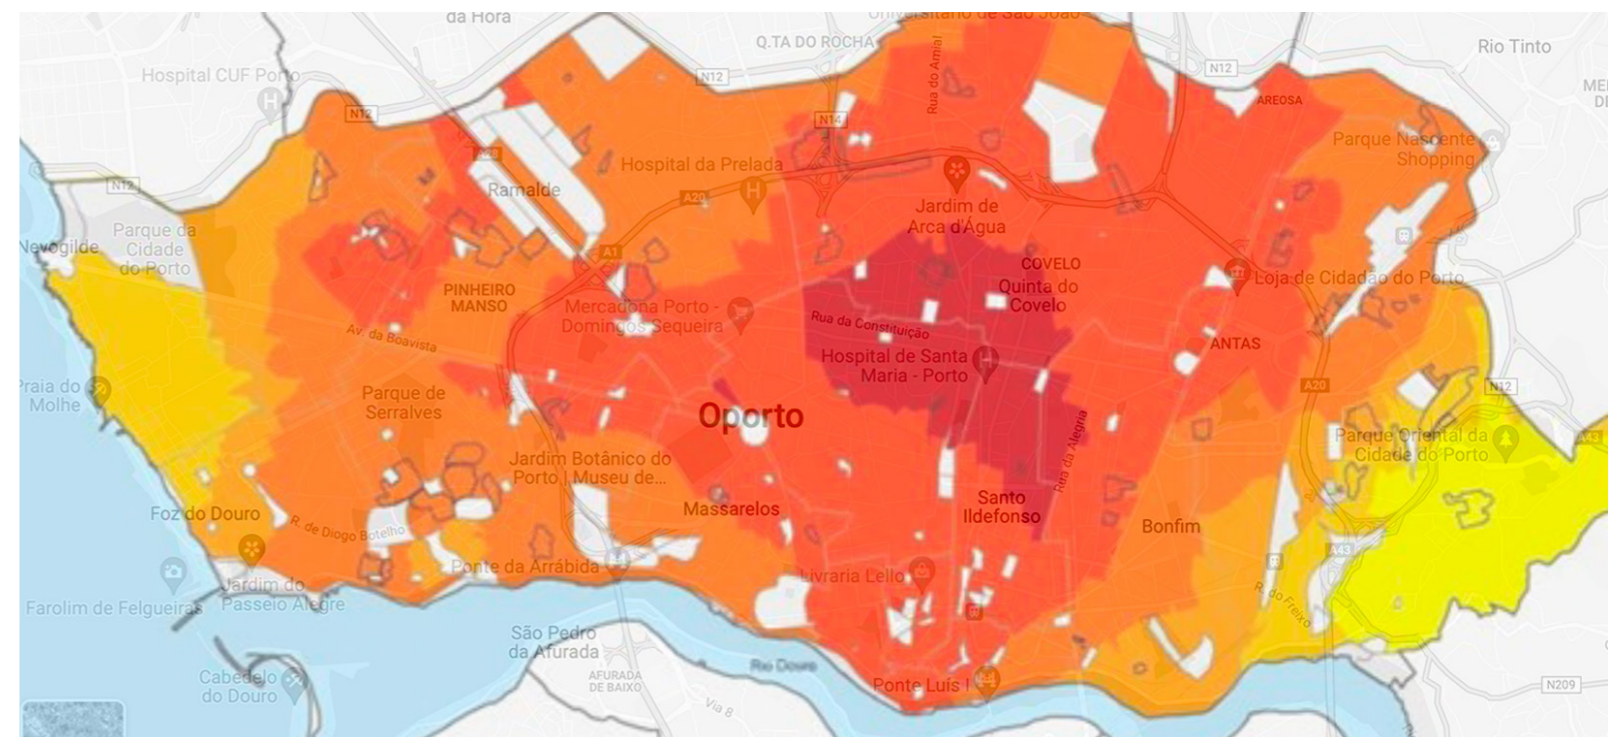 da Hora
Universitário de São João
Q.TA DO ROCHA
Rio Tinto
Hospital CUF Porto
N12
N12
Rua do Amial
AREOSA
N12
N14
Parque Nascente
Shopping
Hospital da Prelada
N12
A28
Ramalde
A20
Jardim de
Arca d'Água
Parque da
Cidade
do Porto
Nevogilde
A1
COVELO
Quinta do
Covelo
Loja de Cidadão do Porto
PINHEIRO
MANSO
Mercadona Porto -
Domingos Sequeira
Rua da Constituição
Av. da Boavista
Hospital de Santa
Maria - Porto
ANTAS
Praia do
Molhe
Parque de
Serralves
A20
N12
Oporto
Rua da Alegria
Parque Oriental da
Cidade do Porto
A43
Jardim Botânico do
Porto | Museu de...
Massarelos
Santo
Ildefonso
Foz do Douro
R. de Diogo Botelho
Bonfim
A43
Ponte da Arrábida
Livraria Lello
Jardim do
Passeio Alegre
R. do Freixo
Farolim de Felgueiras
São Pedro
da Afurada
Rio Douro
Cabedelo
do Douro
AFURADA
DE BAIXO
Ponte Luís I
N209
Via 8